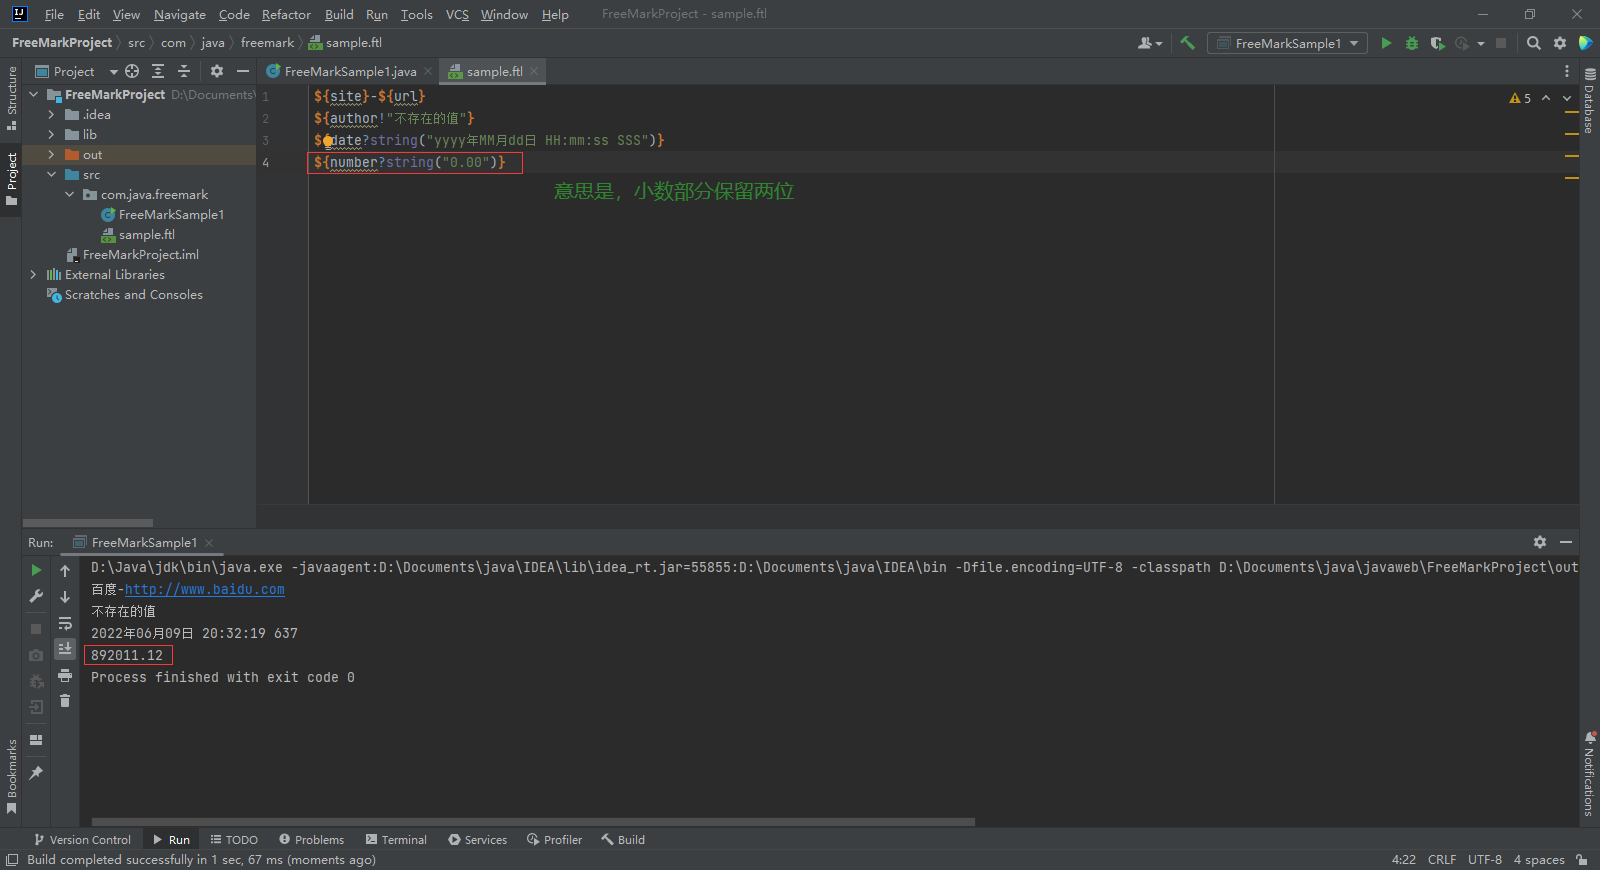 File Edit View Navigate Code Refactor Build Run Tools VCS Window Help FreeMarkProject - sample.ftl
FreeMarkProject src com java freemark sample.ftl
FreeMarkSample1
Structure
Project
Bookmarks
Project
FreeMarkProject D:\Documents\
.idea
lib
out
src
com.java.freemark
FreeMarkSample1
sample.ftl
FreeMarkProject.iml
External Libraries
Scratches and Consoles
FreeMarkSample1.java sample.ftl
5
1 ${site}-${url}
2 ${author!"不存在的值"}
3 ${date?string("yyyy年MM月dd日 HH:mm:ss SSS")}
4 ${number?string("0.00")}
意思是，小数部分保留两位
Database
Notifications
Run: FreeMarkSample1
D:\Java\jdk\bin\java.exe -javaagent:D:\Documents\java\IDEA\lib\idea_rt.jar=55855:D:\Documents\java\IDEA\bin -Dfile.encoding=UTF-8 -classpath D:\Documents\java\javaweb\FreeMarkProject\out
百度-http://www.baidu.com
不存在的值
2022年06月09日 20:32:19 637
892011.12
Process finished with exit code 0
Version Control Run TODO Problems Terminal Services Profiler Build
Build completed successfully in 1 sec, 67 ms (moments ago) 4:22 CRLF UTF-8 4 spaces